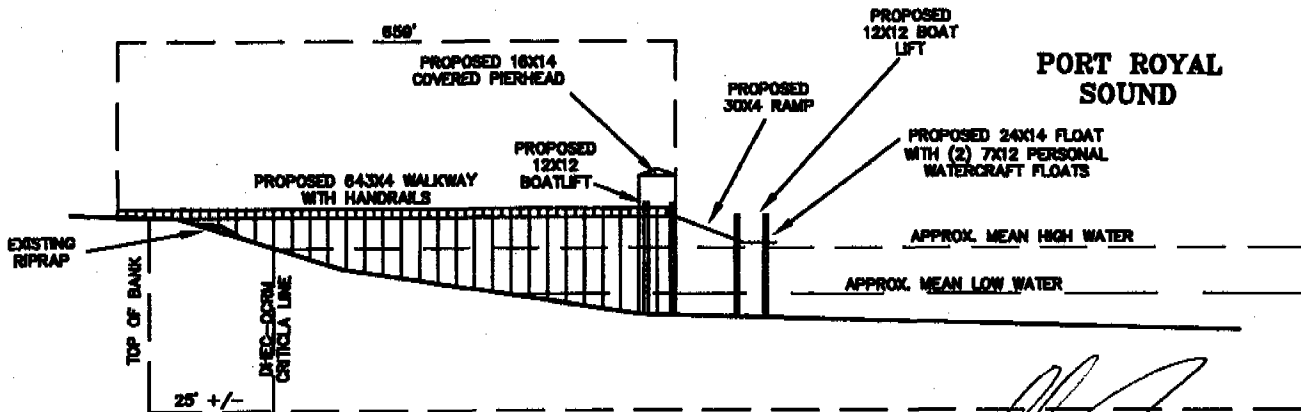 659'
PROPOSED 16X14
COVERED PIERHEAD
PROPOSED
12X12 BOAT
LIFT
PORT ROYAL
SOUND
PROPOSED
30X4 RAMP
PROPOSED
12X12
BOATLIFT
PROPOSED 24X14 FLOAT
WITH (2) 7X12 PERSONAL
WATERCRAFT FLOATS
PROPOSED 643X4 WALKWAY
WITH HANDRAILS
EXISTING
RIPRAP
APPROX. MEAN HIGH WATER
APPROX. MEAN LOW WATER
TOP OF BANK
DHEC-OCRM
CRITICLA LINE
25' +/-